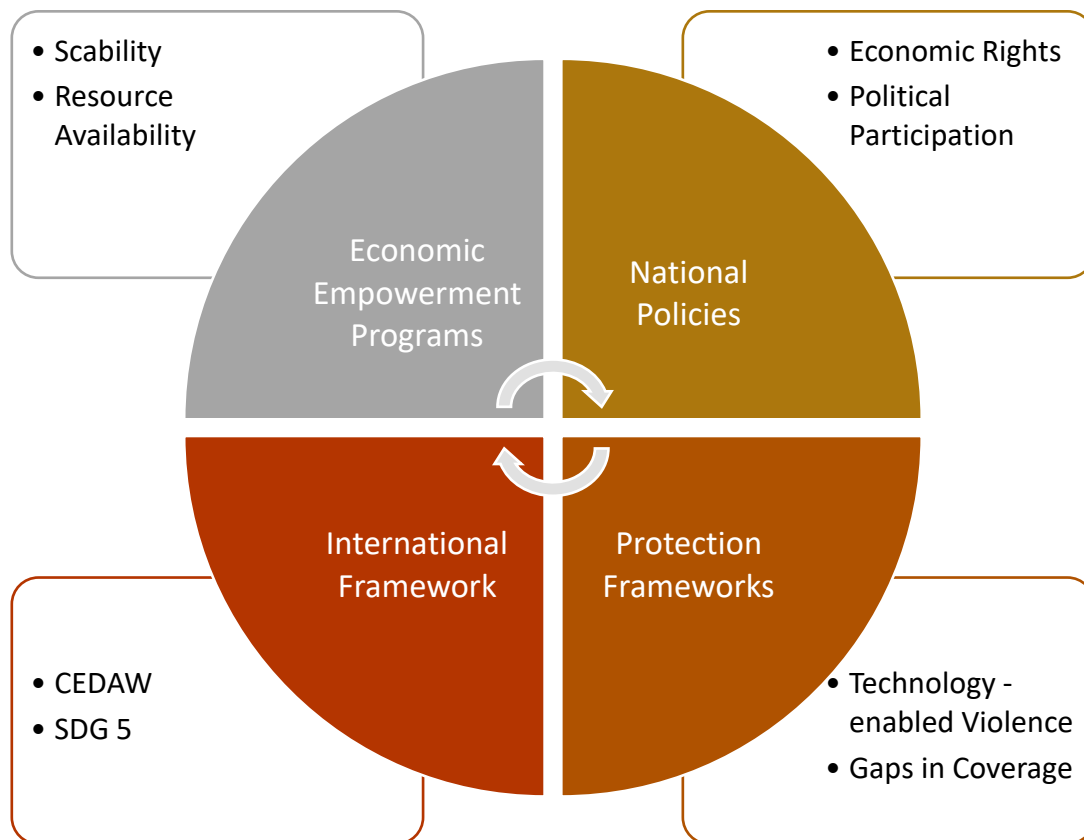 • Scability
• Resource
Availability
• Economic Rights
• Political
Participation
Economic
Empowerment
Programs
National
Policies
International
Framework
Protection
Frameworks
• CEDAW
• SDG 5
• Technology -
enabled Violence
• Gaps in Coverage